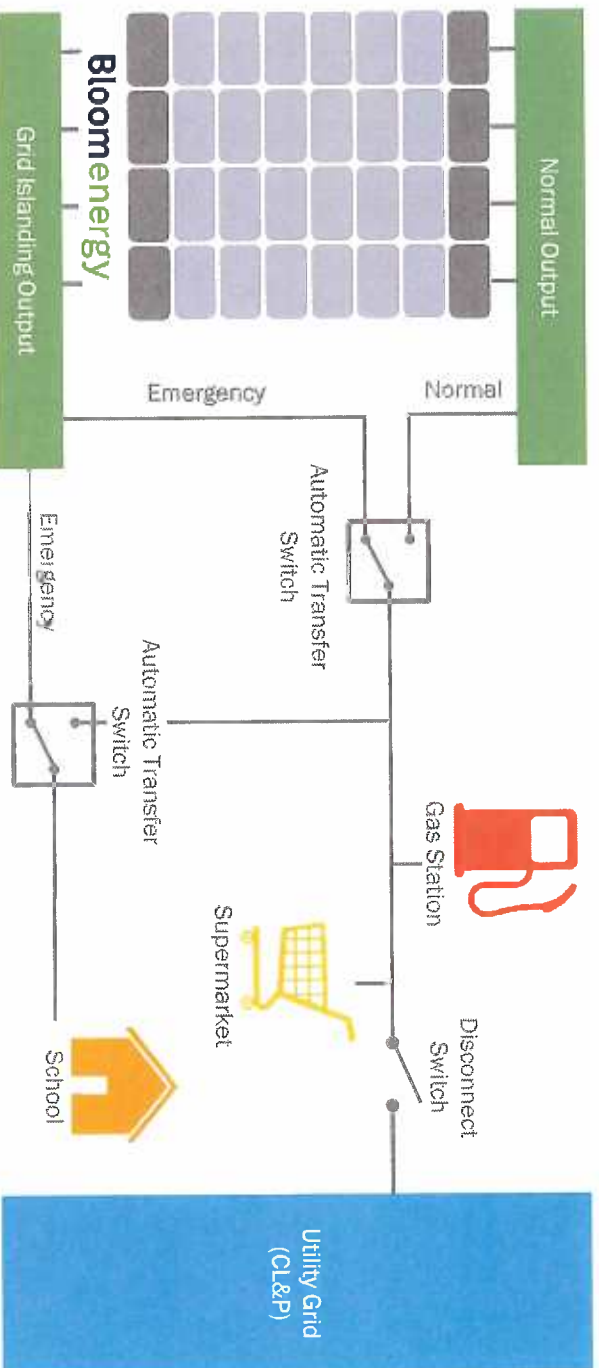 Normal Output
Normal
Disconnect
Switch
Gas Station
Automatic Transfer
Switch
Utility Grid
(CL&P)
Emergency
Supermarket
Automatic Transfer
Switch
Bloomenergy
Emergency
School
Grid Islanding Output